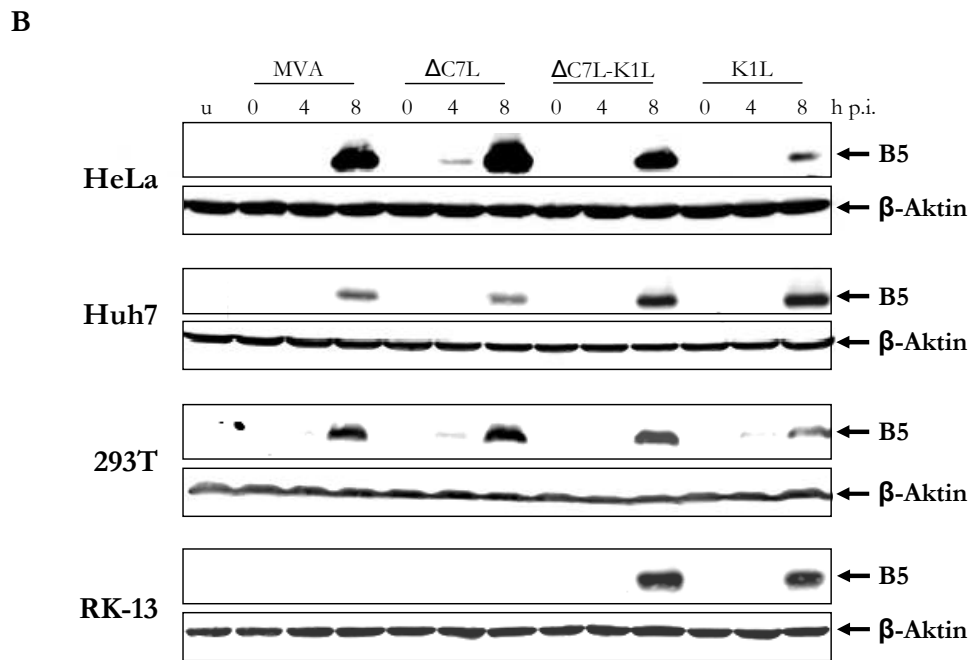 B
MVA ΔC7L ΔC7L-K1L K1L
u 0 4 8 0 4 8 0 4 8 0 4 8 h p.i.
B5
HeLa
β-Aktin
B5
Huh7
β-Aktin
B5
293T
β-Aktin
B5
RK-13
β-Aktin